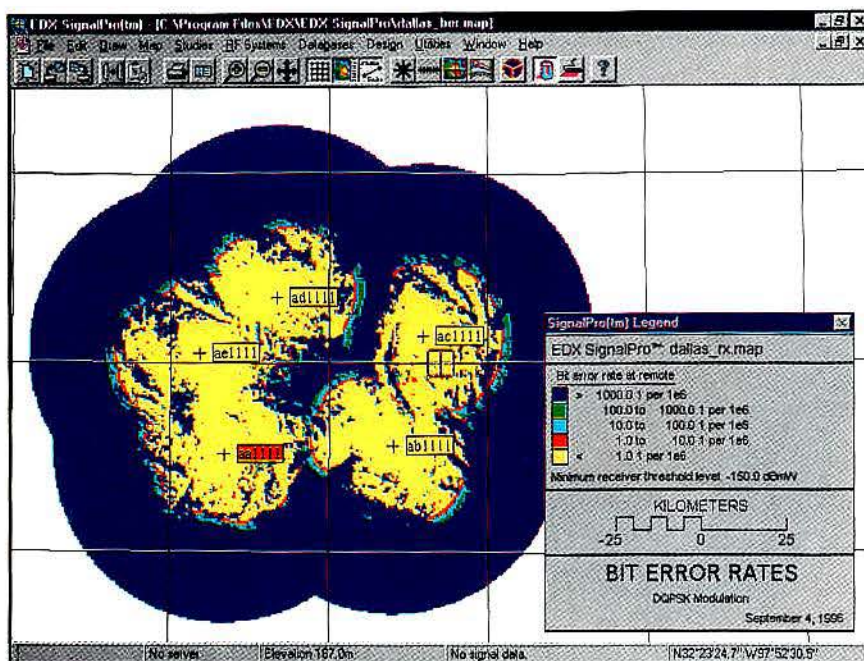 EDX SignalPro(tm) - [C:\Program Files\EDX\EDX SignalPro\dallas_ber.map]
File Edit Draw Map Studies RF Systems Databases Design Utilities Window Help
ad1111
ac1111
ae1111
aa1111
ab1111
SignalPro(tm) Legend
EDX SignalPro™: dallas_rx.map
Bit error rate at remote
> 1000.0 1 per 1e6
100.0 to 1000.0 1 per 1e6
10.0 to 100.0 1 per 1e6
1.0 to 10.0 1 per 1e6
< 1.0 1 per 1e6
Minimum receiver threshold level: -150.0 dBmW
KILOMETERS
-25 0 25
BIT ERROR RATES
DQPSK Modulation
September 4, 1996
No server Elevation 167.0m No signal data. N32°23'24.7";W97°52'30.5"